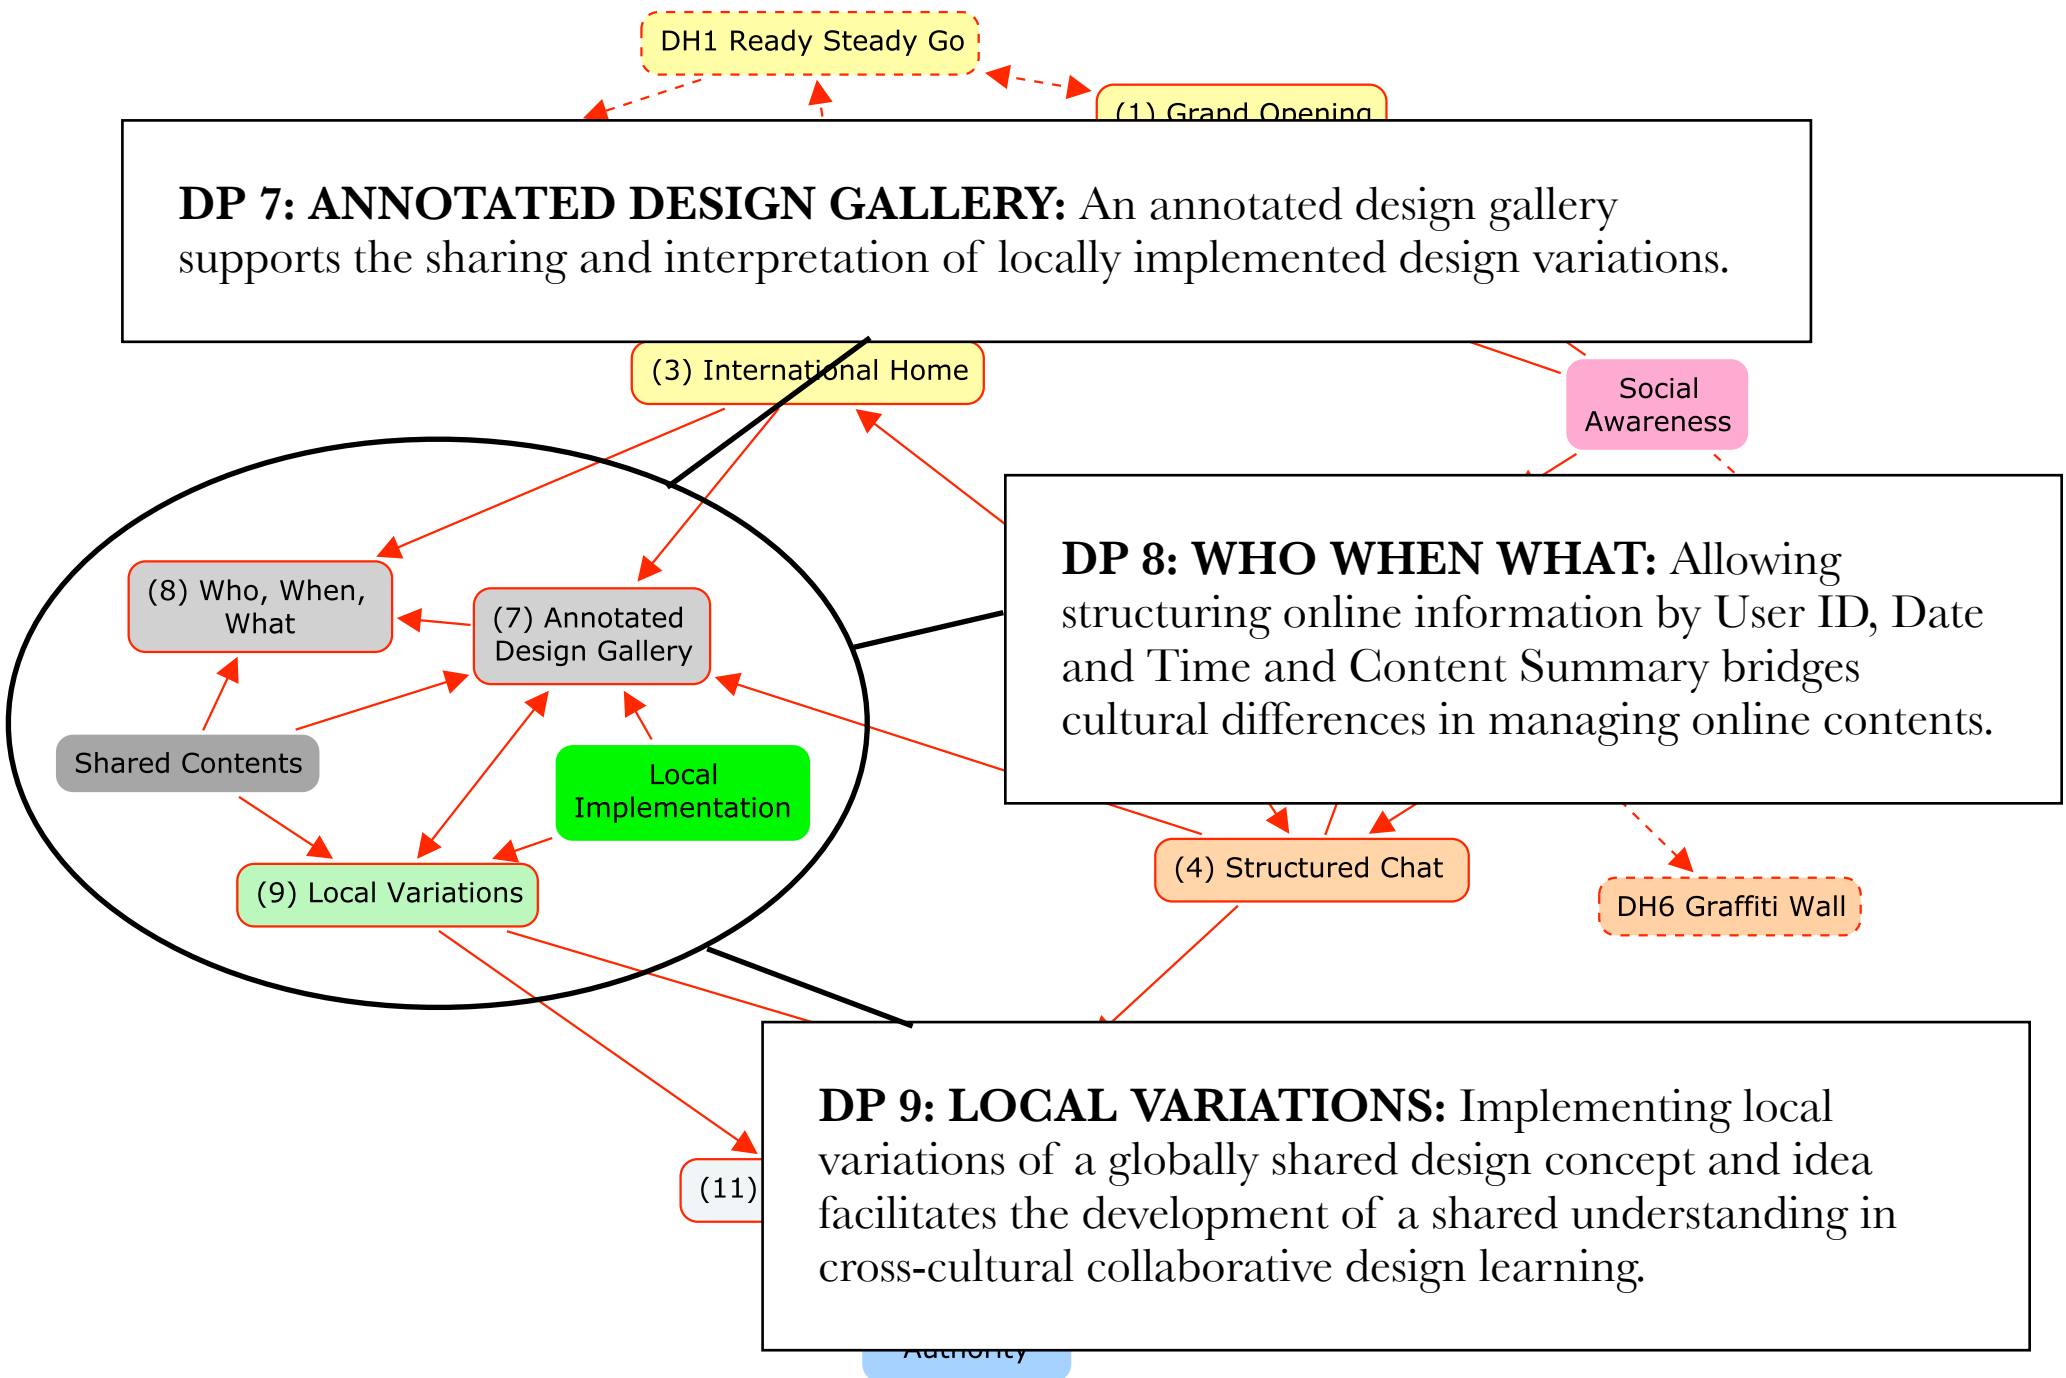 DH1 Ready Steady Go
(1) Grand Opening
DP 7: ANNOTATED DESIGN GALLERY: An annotated design gallery
supports the sharing and interpretation of locally implemented design variations.
(3) International Home
Social
Awareness
DP 8: WHO WHEN WHAT: Allowing
structuring online information by User ID, Date
and Time and Content Summary bridges
cultural differences in managing online contents.
(8) Who, When,
What
(7) Annotated
Design Gallery
Shared Contents
Local
Implementation
(9) Local Variations
(4) Structured Chat
DH6 Graffiti Wall
DP 9: LOCAL VARIATIONS: Implementing local
variations of a globally shared design concept and idea
facilitates the development of a shared understanding in
cross-cultural collaborative design learning.
(11)
Authority